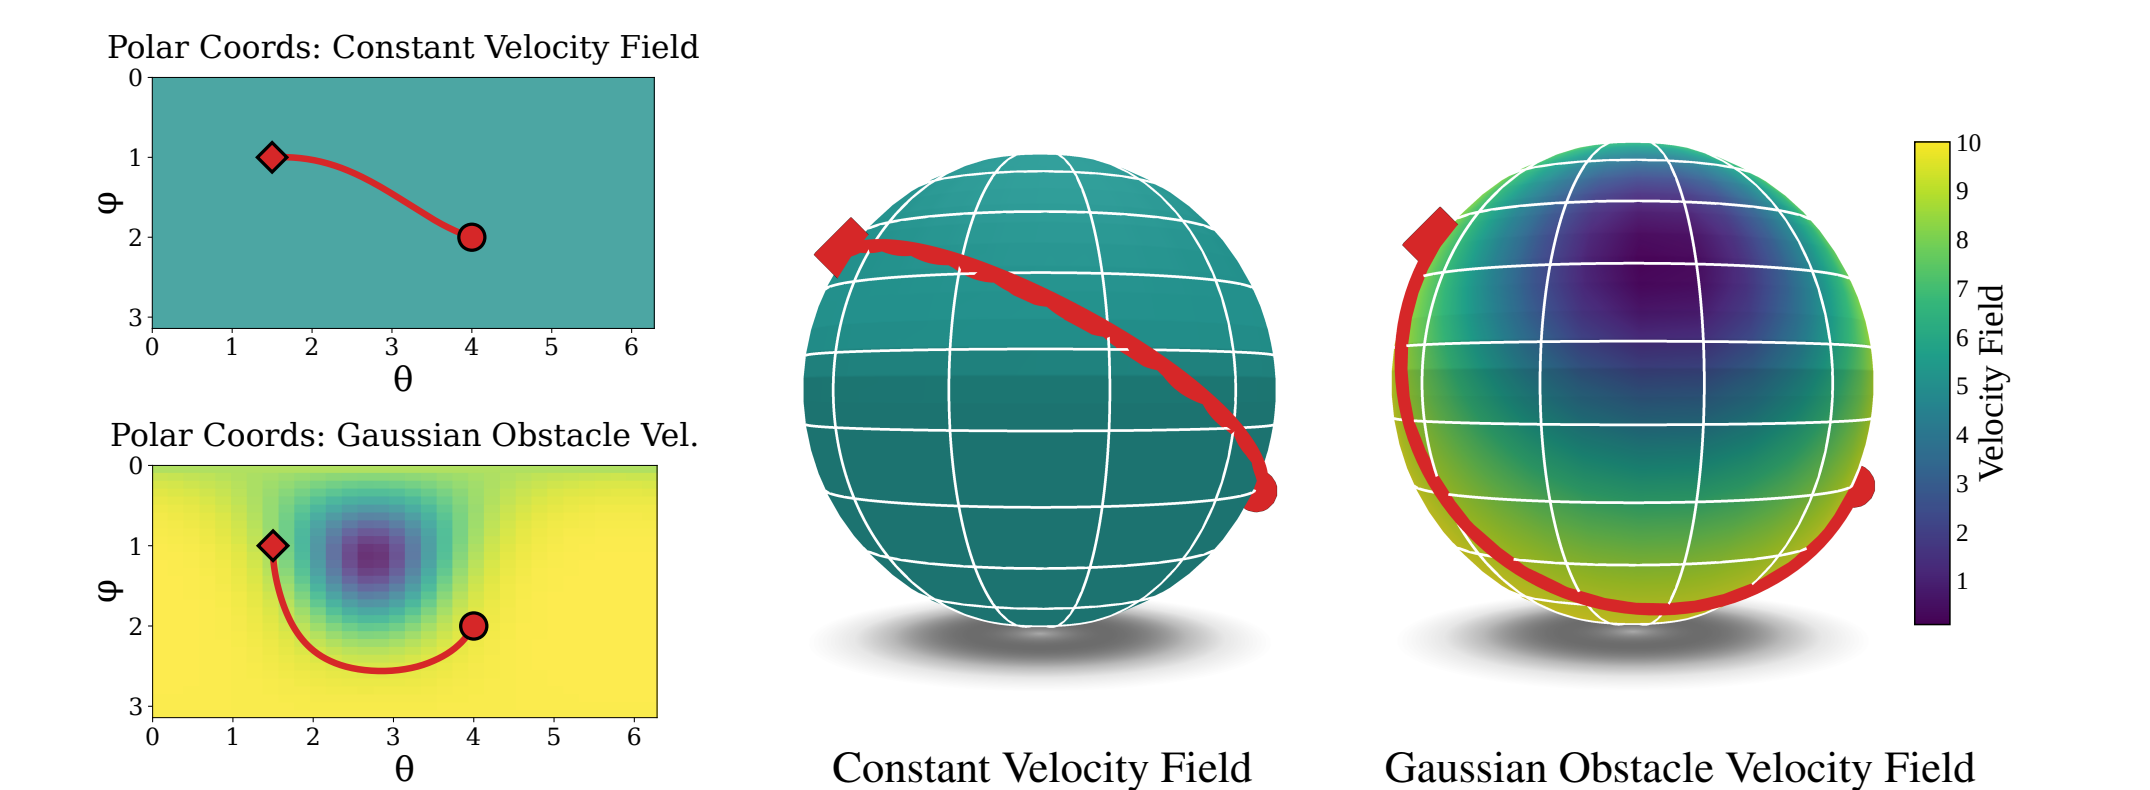 Polar Coords: Constant Velocity Field
0
1
2
3
φ
0 1 2 3 4 5 6
θ
Polar Coords: Gaussian Obstacle Vel.
0
1
2
3
φ
0 1 2 3 4 5 6
θ
Constant Velocity Field
Gaussian Obstacle Velocity Field
10
9
8
7
6
5
4
3
2
1
Velocity Field